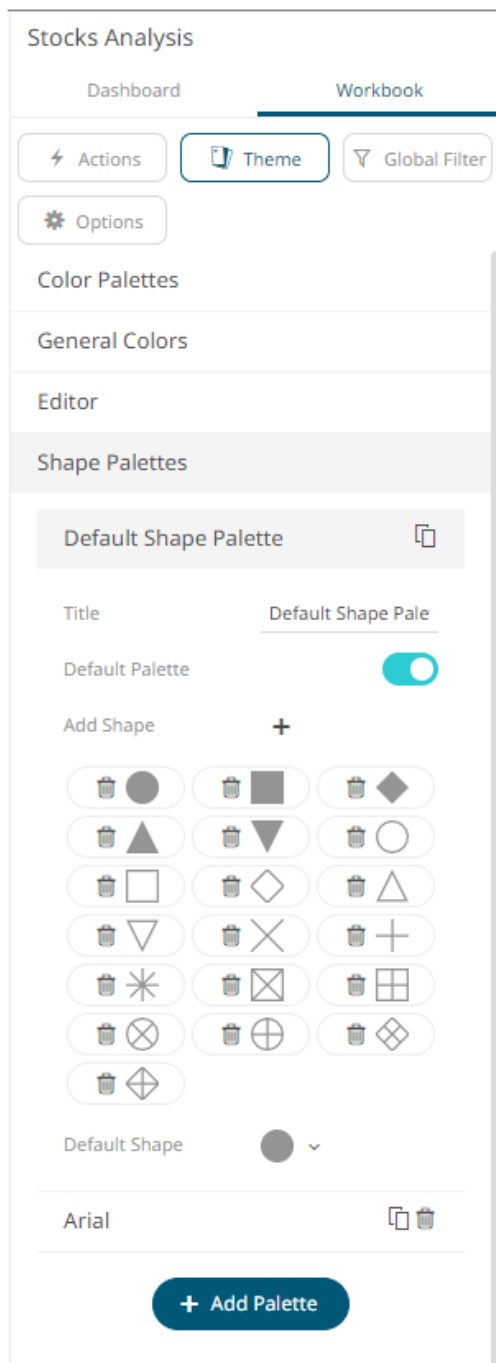 Stocks Analysis
Dashboard Workbook
Actions Theme Global Filter
Options
Color Palettes
General Colors
Editor
Shape Palettes
Default Shape Palette
Title Default Shape Pale
Default Palette
Add Shape +
Default Shape
Arial
+ Add Palette